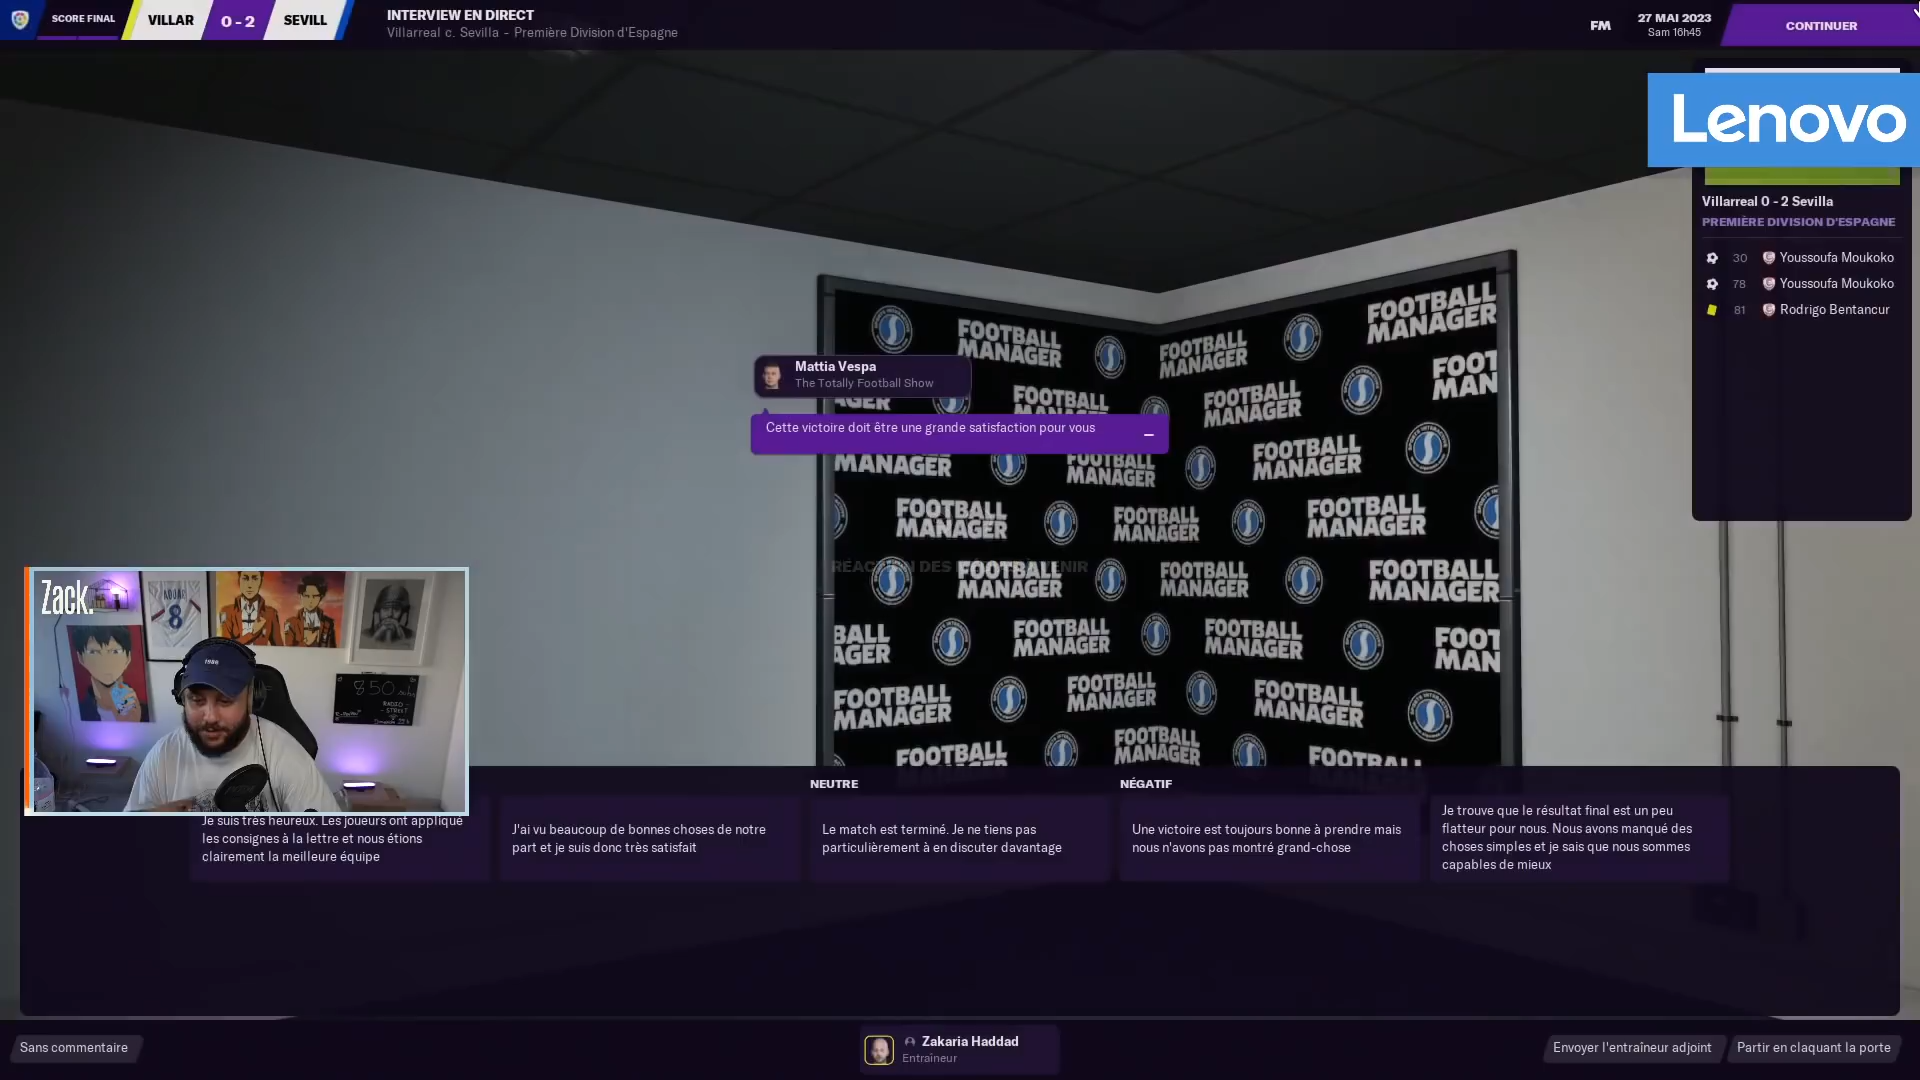 SCORE FINAL
VILLAR
0 - 2
SEVILL
INTERVIEW EN DIRECT
Villarreal c. Sevilla - Première Division d'Espagne
FM
27 MAI 2023
Sam 16h45
CONTINUER
Lenovo
Villarreal 0 - 2 Sevilla
PREMIÈRE DIVISION D'ESPAGNE
30 Youssoufa Moukoko
78 Youssoufa Moukoko
81 Rodrigo Bentancur
Mattia Vespa
The Totally Football Show
Cette victoire doit être une grande satisfaction pour vous
FOOTBALL
MANAGER
Zack.
8
1986
850
NEUTRE
NÉGATIF
Je suis très heureux. Les joueurs ont appliqué
les consignes à la lettre et nous étions
clairement la meilleure équipe
J'ai vu beaucoup de bonnes choses de notre
part et je suis donc très satisfait
Le match est terminé. Je ne tiens pas
particulièrement à en discuter davantage
Une victoire est toujours bonne à prendre mais
nous n'avons pas montré grand-chose
Je trouve que le résultat final est un peu
flatteur pour nous. Nous avons manqué des
choses simples et je sais que nous sommes
capables de mieux
Sans commentaire
Zakaria Haddad
Entraîneur
Envoyer l'entraîneur adjoint
Partir en claquant la porte